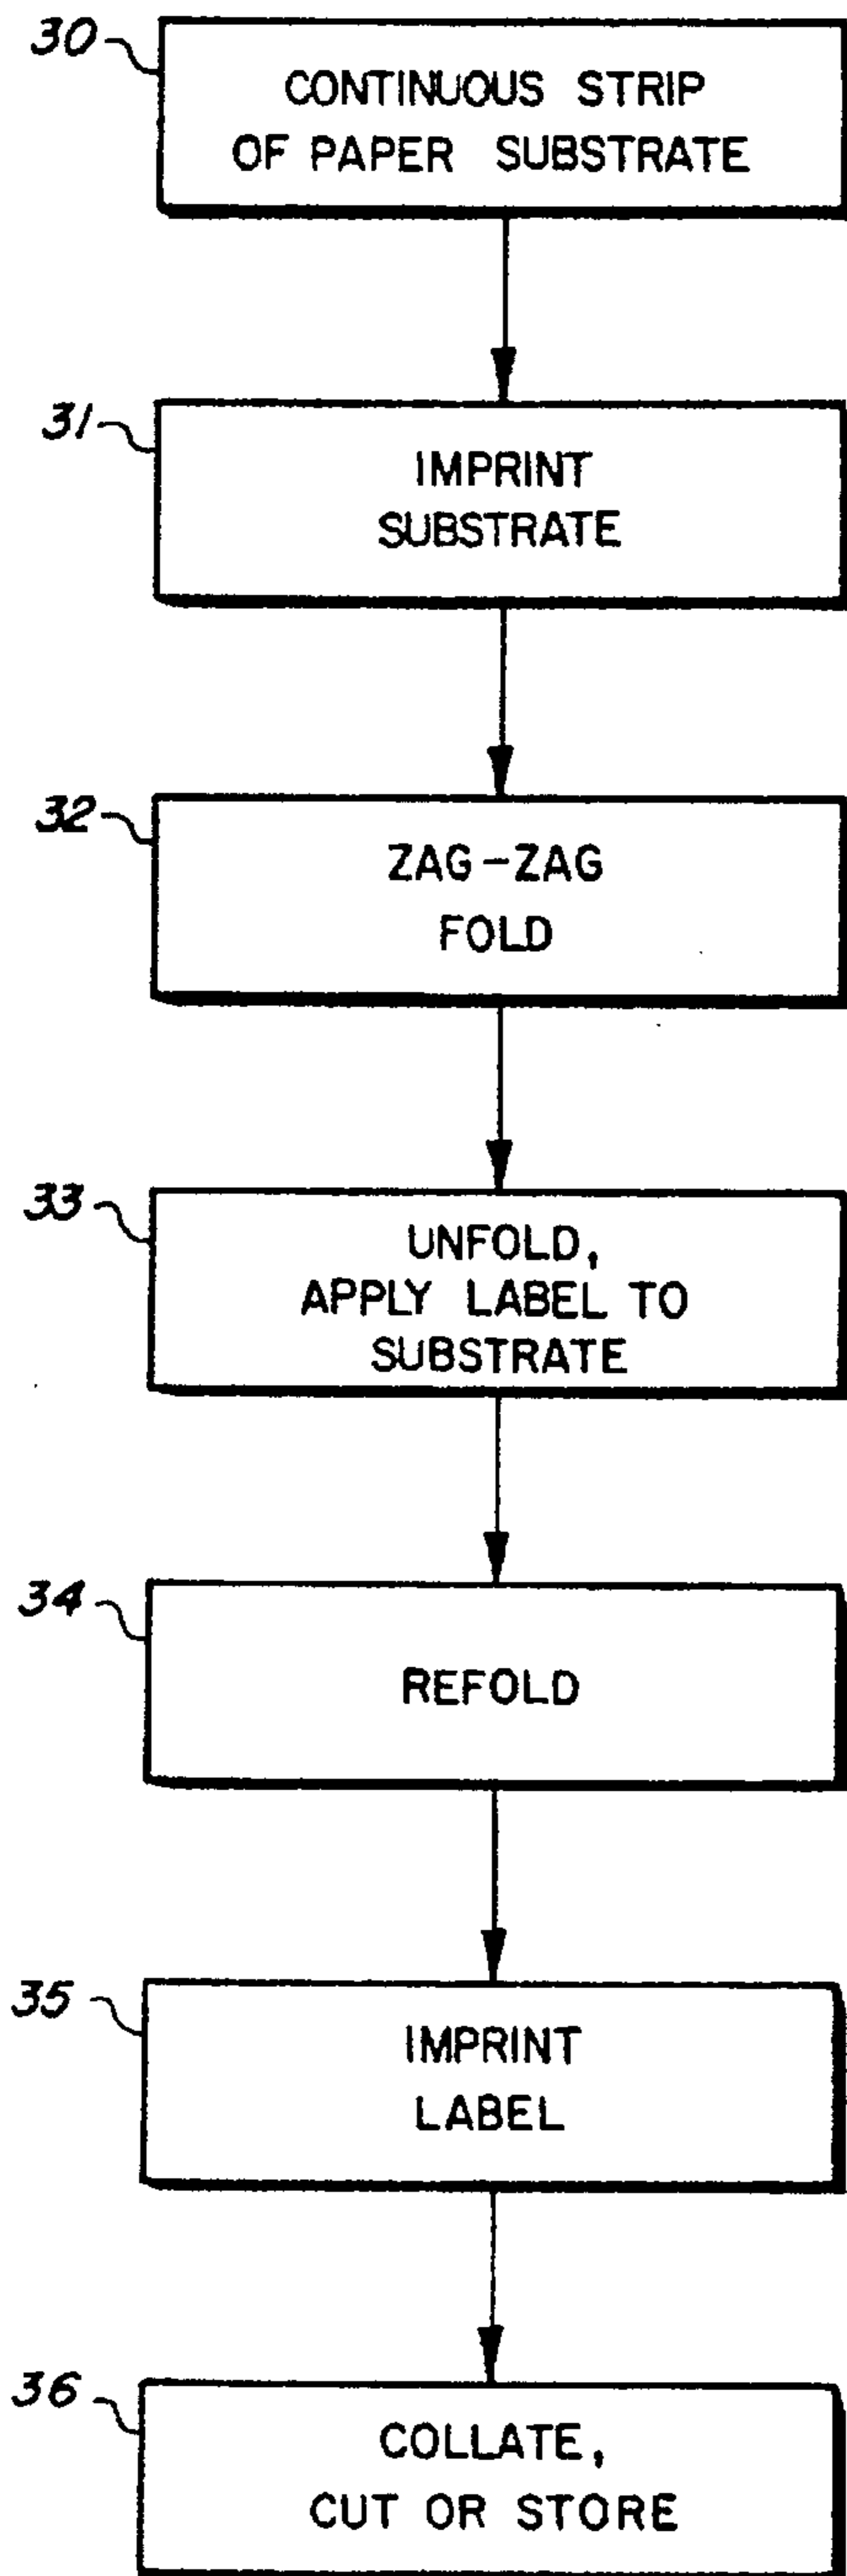 30
CONTINUOUS STRIP
OF PAPER SUBSTRATE
31
IMPRINT
SUBSTRATE
32
ZAG-ZAG
FOLD
33
UNFOLD,
APPLY LABEL TO
SUBSTRATE
34
REFOLD
35
IMPRINT
LABEL
36
COLLATE,
CUT OR STORE